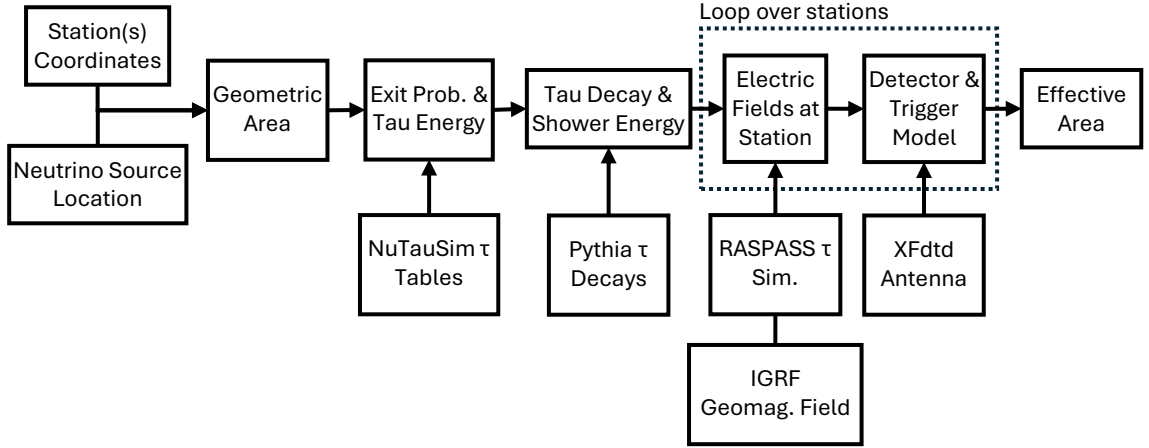 Loop over stations
Station(s)
Coordinates
Neutrino Source
Location
Geometric
Area
Exit Prob. &
Tau Energy
Tau Decay &
Shower Energy
Electric
Fields at
Station
Detector &
Trigger
Model
Effective
Area
NuTauSim τ
Tables
Pythia τ
Decays
RASPASS τ
Sim.
XFdtd
Antenna
IGRF
Geomag. Field